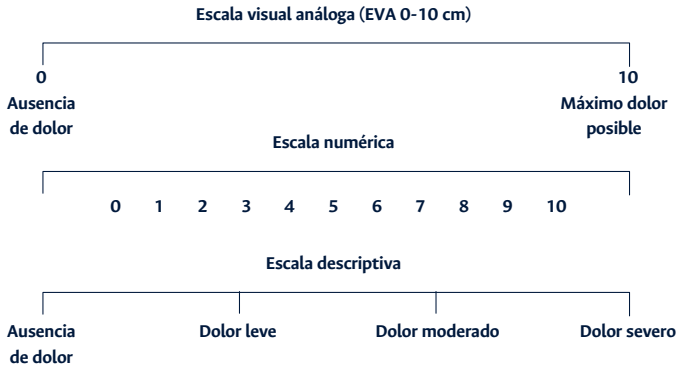 Escala visual análoga (EVA 0-10 cm)
0 10
Ausencia de dolor Máximo dolor posible
Escala numérica
0 1 2 3 4 5 6 7 8 9 10
Escala descriptiva
Ausencia de dolor Dolor leve Dolor moderado Dolor severo